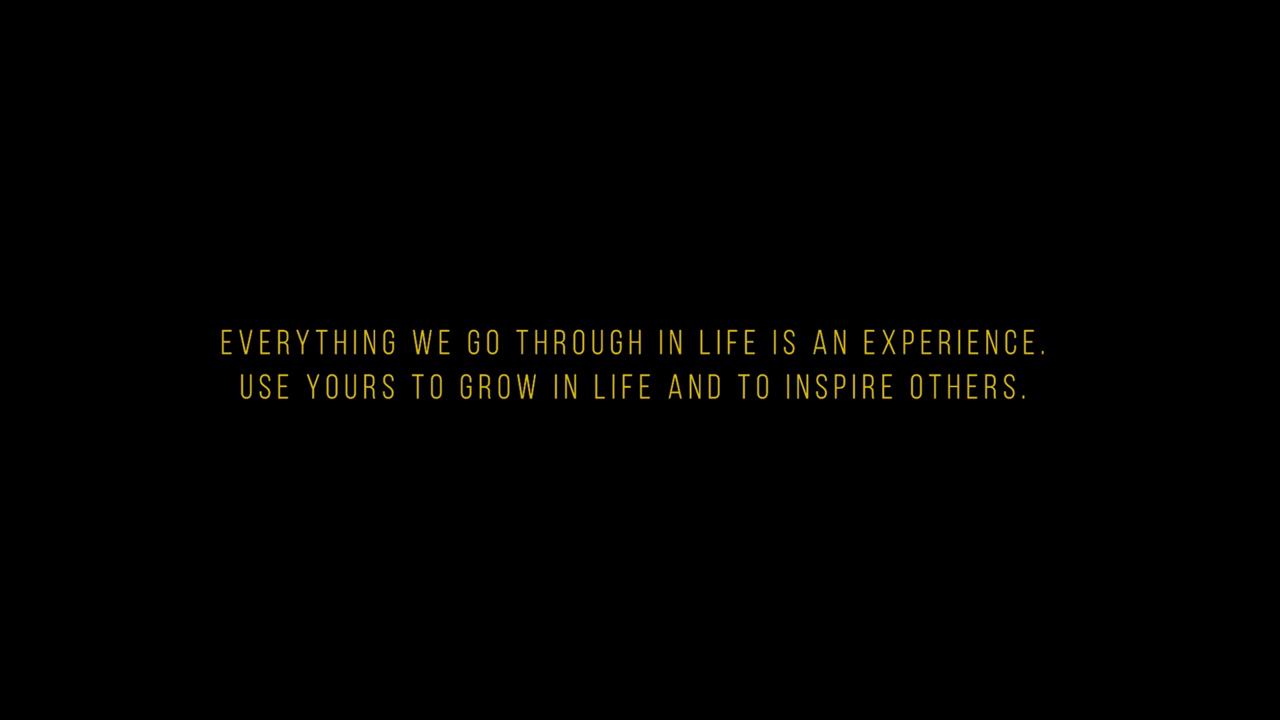 EVERYTHING WE GO THROUGH IN LIFE IS AN EXPERIENCE.
USE YOURS TO GROW IN LIFE AND TO INSPIRE OTHERS.